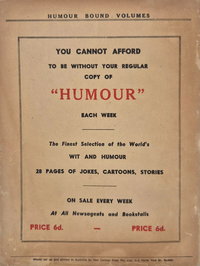 HUMOUR BOUND VOLUMES
YOU CANNOT AFFORD
TO BE WITHOUT YOUR REGULAR
COPY OF
"HUMOUR"
EACH WEEK
The Finest Selection of the World's
WIT AND HUMOUR
28 PAGES OF JOKES, CARTOONS, STORIES
ON SALE EVERY WEEK
At All Newsagents and Bookstalls
PRICE 6d. — PRICE 6d.